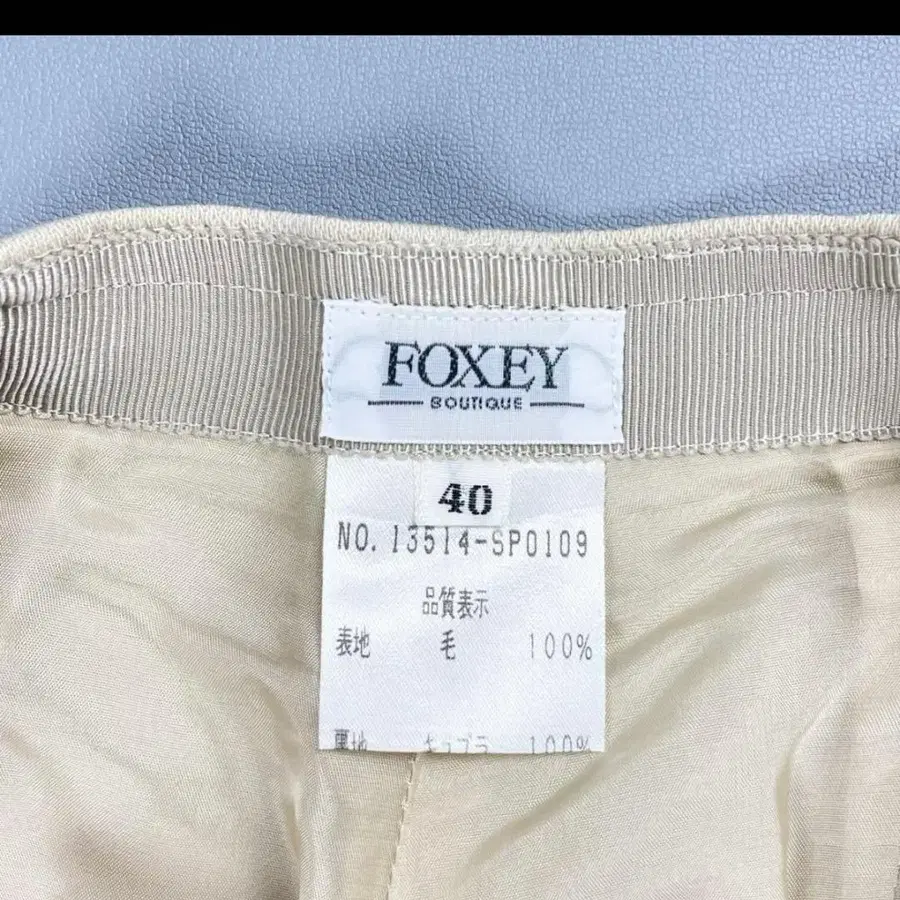 FOXEY
BOUTIQUE
40
NO. 13514-SP0109
品質表示
表地 毛 100%
裏地 キュプラ 100%